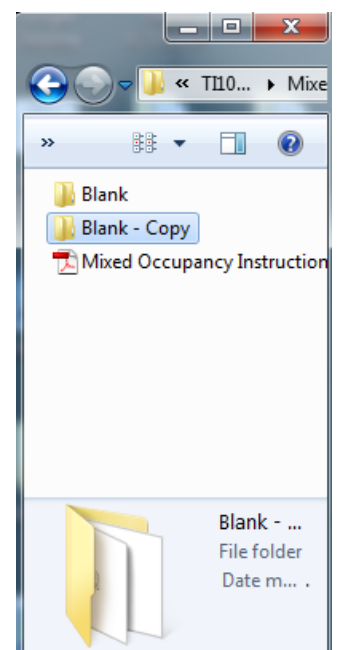 « TI10... ▸ Mixe
»
Blank
Blank - Copy
Mixed Occupancy Instruction
Blank - ...
File folder
Date m... .